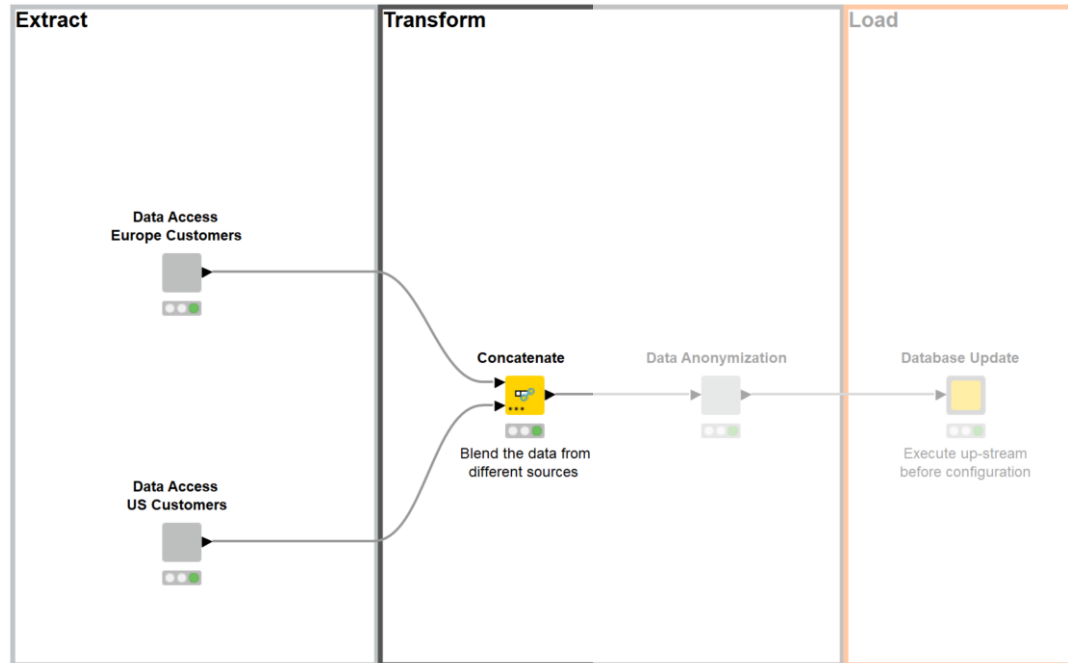 Extract
Transform
Load
Data Access
Europe Customers
Concatenate
Data Anonymization
Database Update
Blend the data from
different sources
Execute up-stream
before configuration
Data Access
US Customers